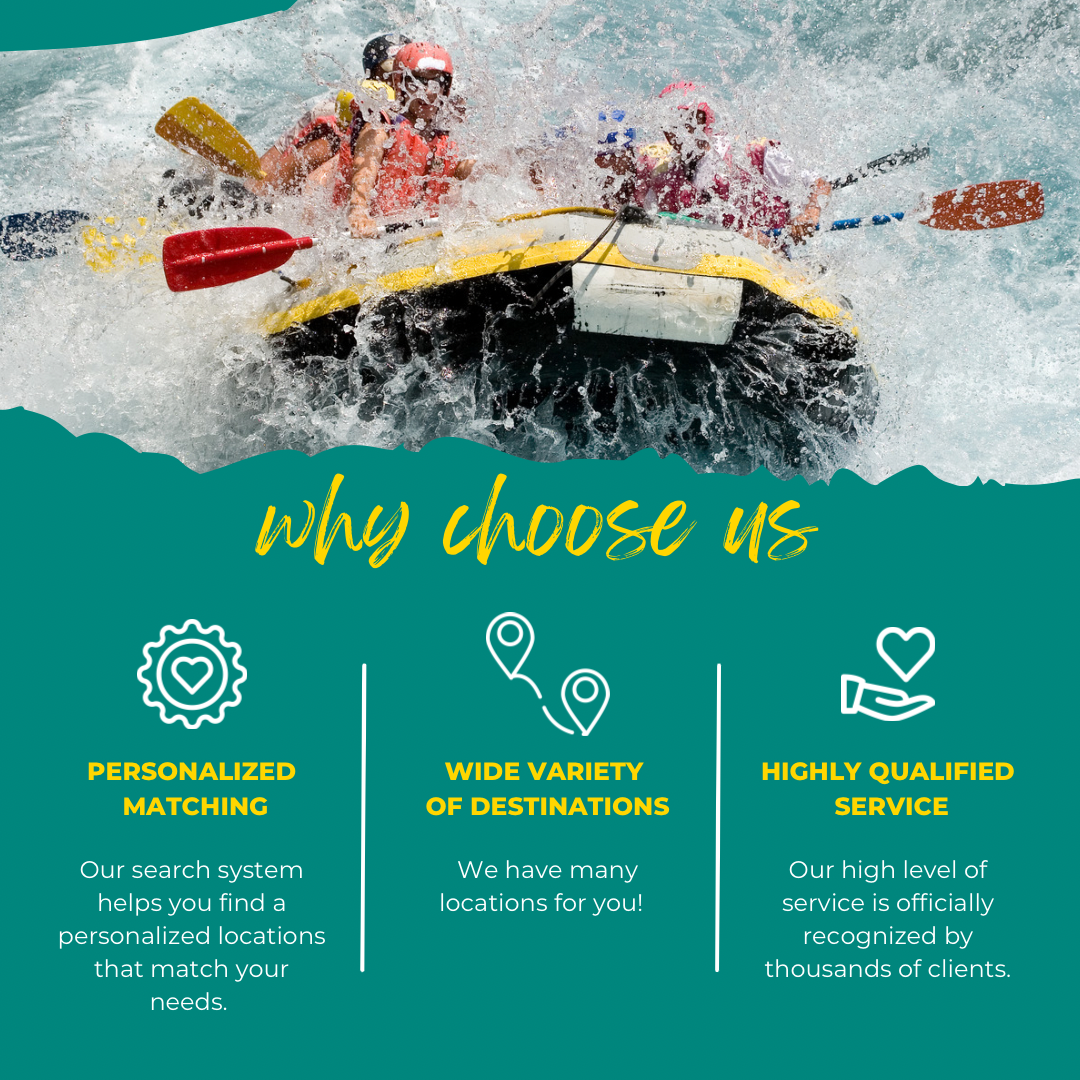 why choose us
PERSONALIZED
MATCHING
Our search system
helps you find a
personalized locations
that match your
needs.
WIDE VARIETY
OF DESTINATIONS
We have many
locations for you!
HIGHLY QUALIFIED
SERVICE
Our high level of
service is officially
recognized by
thousands of clients.